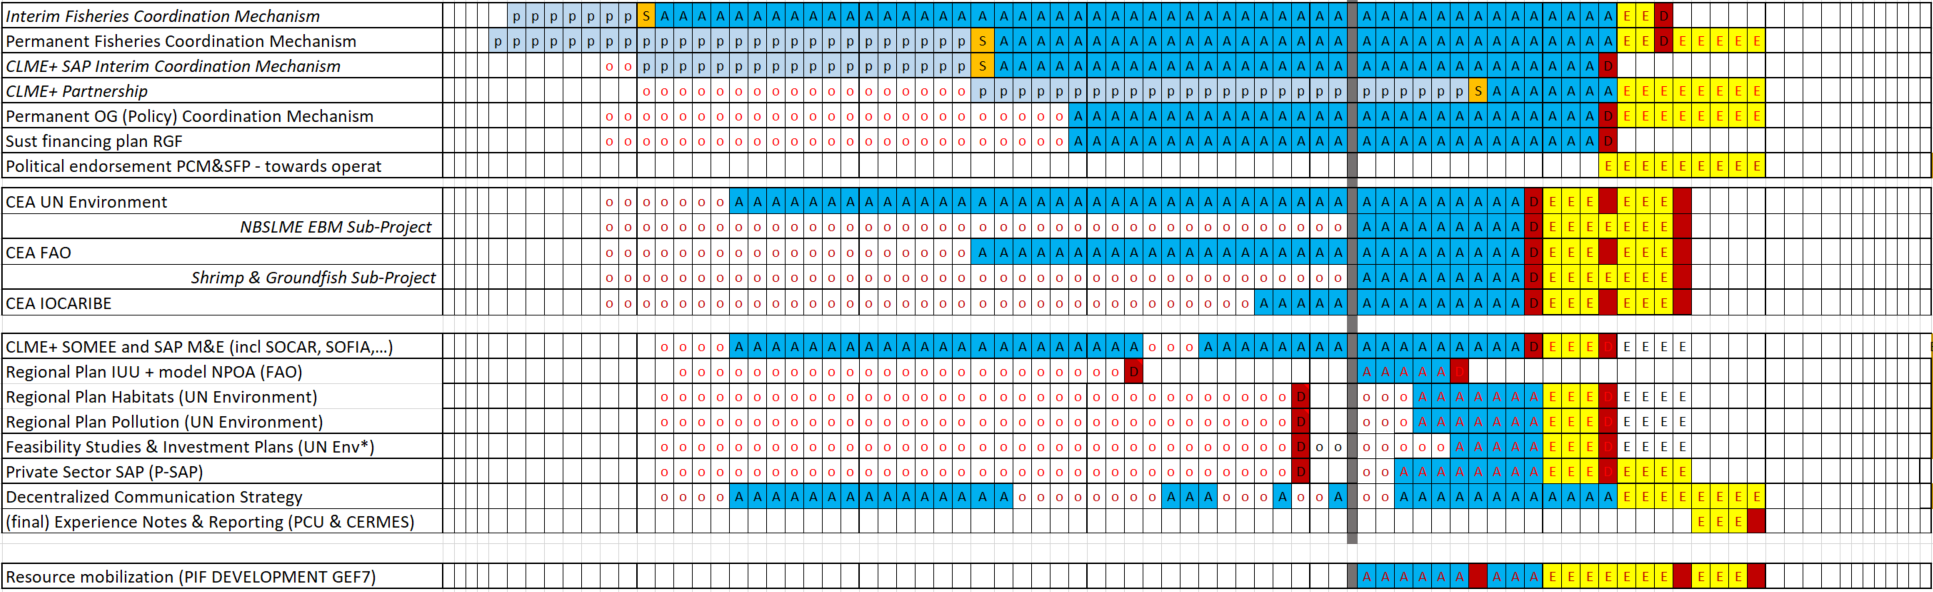 Interim Fisheries Coordination Mechanism p p p p p p p S A A A A A A A A A A A A A A A A A A A A A A A A A A A A A A A A A A A A A A A A A A A A A A A A A A A E E D
Permanent Fisheries Coordination Mechanism p p p p p p p p p p p p p p p p p p p p p p p p p p S A A A A A A A A A A A A A A A A A A A A A A A A A A A A A A A A A E E D E E E E E
CLME+ SAP Interim Coordination Mechanism o o p p p p p p p p p p p p p p p p p p S A A A A A A A A A A A A A A A A A A A A A A A A A A A A A A A A D
CLME+ Partnership o o o o o o o o o o o o o o o o o o p p p p p p p p p p p p p p p p p p p p p p p p p p S A A A A A A A E E E E E E E E
Permanent OG (Policy) Coordination Mechanism o o o o o o o o o o o o o o o o o o o o o o o o o A A A A A A A A A A A A A A A A A A A A A A A A A A A A D E E E E E E E E
Sust financing plan RGF o o o o o o o o o o o o o o o o o o o o o o o o o A A A A A A A A A A A A A A A A A A A A A A A A A A A A D
Political endorsement PCM&SFP - towards operat E E E E E E E E E
CEA UN Environment o o o o o o o A A A A A A A A A A A A A A A A A A A A A A A A A A A A A A A A A A A A A A A A A A D E E E E E E
NBSLME EBM Sub-Project o o o o o o o o o o o o o o o o o o o o o o o o o o o o o o o o o o o o o o o o A A A A A A A A A D E E E E E E E
CEA FAO o o o o o o o o o o o o o o o o o o o o A A A A A A A A A A A A A A A A A A A A A A A A A A A A A D E E E E E E
Shrimp & Groundfish Sub-Project o o o o o o o o o o o o o o o o o o o o o o o o o o o o o o o o o o o o o o o o A A A A A A A A A D E E E E E E E
CEA IOCARIBE o o o o o o o o o o o o o o o o o o o o o o o o o o o o o o o o o o o A A A A A A A A A A A A A A D E E E E E E
CLME+ SOMEE and SAP M&E (incl SOCAR, SOFIA,...) o o o o A A A A A A A A A A A A A A A A A A A A A A o o o A A A A A A A A A A A A A A A A A D E E E D E E E E
Regional Plan IUU + model NPOA (FAO) o o o o o o o o o o o o o o o o o o o o o o o o D A A A A A D
Regional Plan Habitats (UN Environment) o o o o o o o o o o o o o o o o o o o o o o o o o o o o o o o o o o D o o o A A A A A A A E E E D E E E E
Regional Plan Pollution (UN Environment) o o o o o o o o o o o o o o o o o o o o o o o o o o o o o o o o o o D o o o A A A A A A A E E E D E E E E
Feasibility Studies & Investment Plans (UN Env*) o o o o o o o o o o o o o o o o o o o o o o o o o o o o o o o o o o D o o o o o o o A A A A A E E E D E E E E
Private Sector SAP (P-SAP) o o o o o o o o o o o o o o o o o o o o o o o o o o o o o o o o o o D o o A A A A A A A A E E E D E E E E
Decentralized Communication Strategy o o o o A A A A A A A A A A A A A A A o o o o o o o o A A A o o o A o o A o o A A A A A A A A A A A A E E E E E E E E
(final) Experience Notes & Reporting (PCU & CERMES) E E E
Resource mobilization (PIF DEVELOPMENT GEF7) A A A A A A A A A E E E E E E E E E E